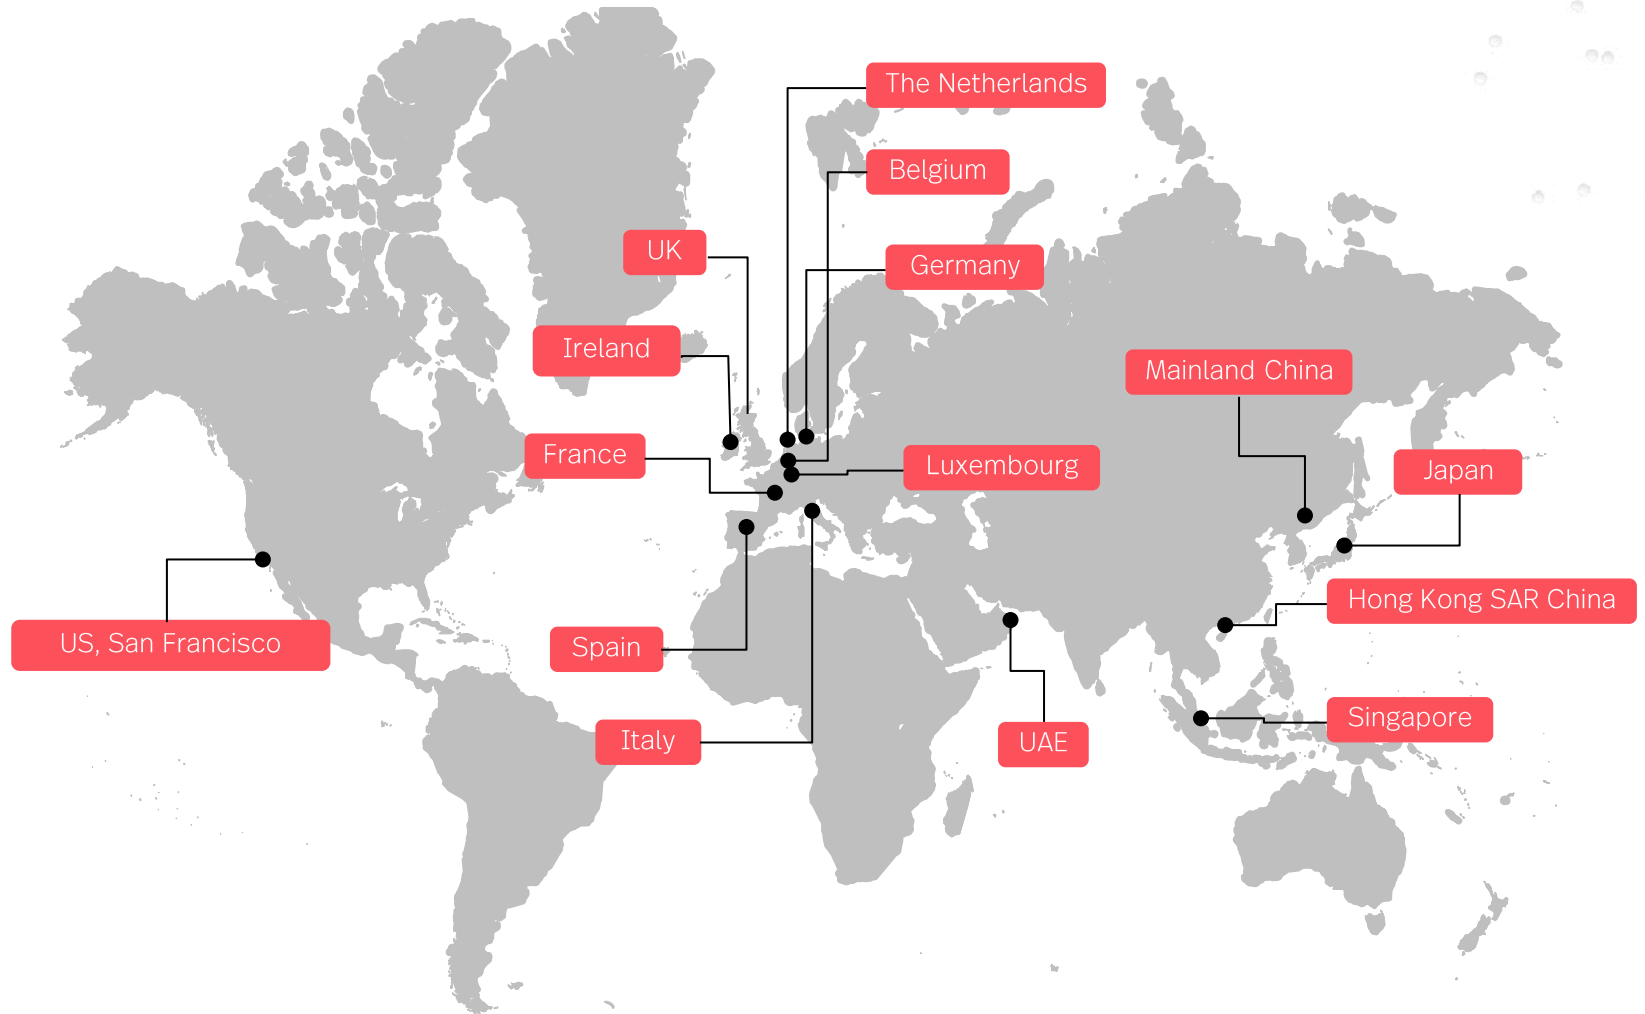 The Netherlands
Belgium
UK
Germany
Ireland
Mainland China
France
Luxembourg
Japan
Hong Kong SAR China
US, San Francisco
Spain
Singapore
Italy
UAE